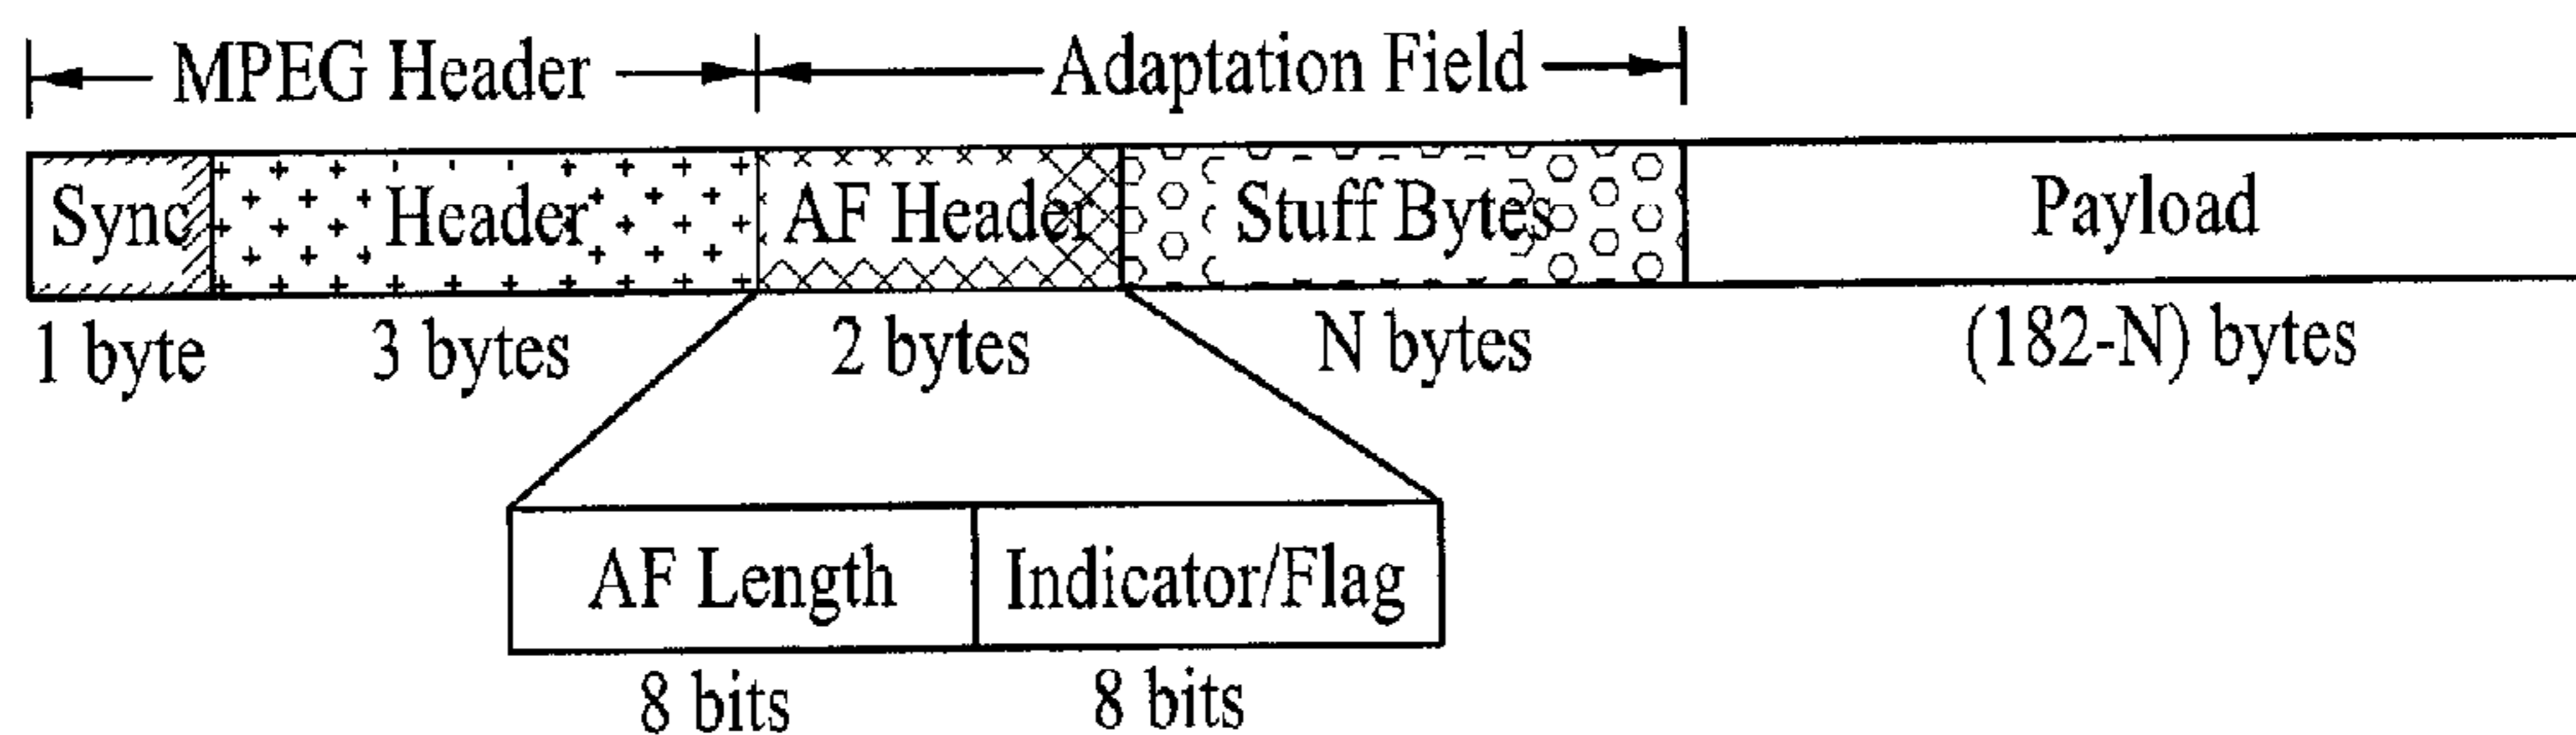 MPEG Header Adaptation Field
Sync Header AF Header Stuff Bytes Payload
1 byte 3 bytes 2 bytes N bytes (182-N) bytes
AF Length Indicator/Flag
8 bits 8 bits